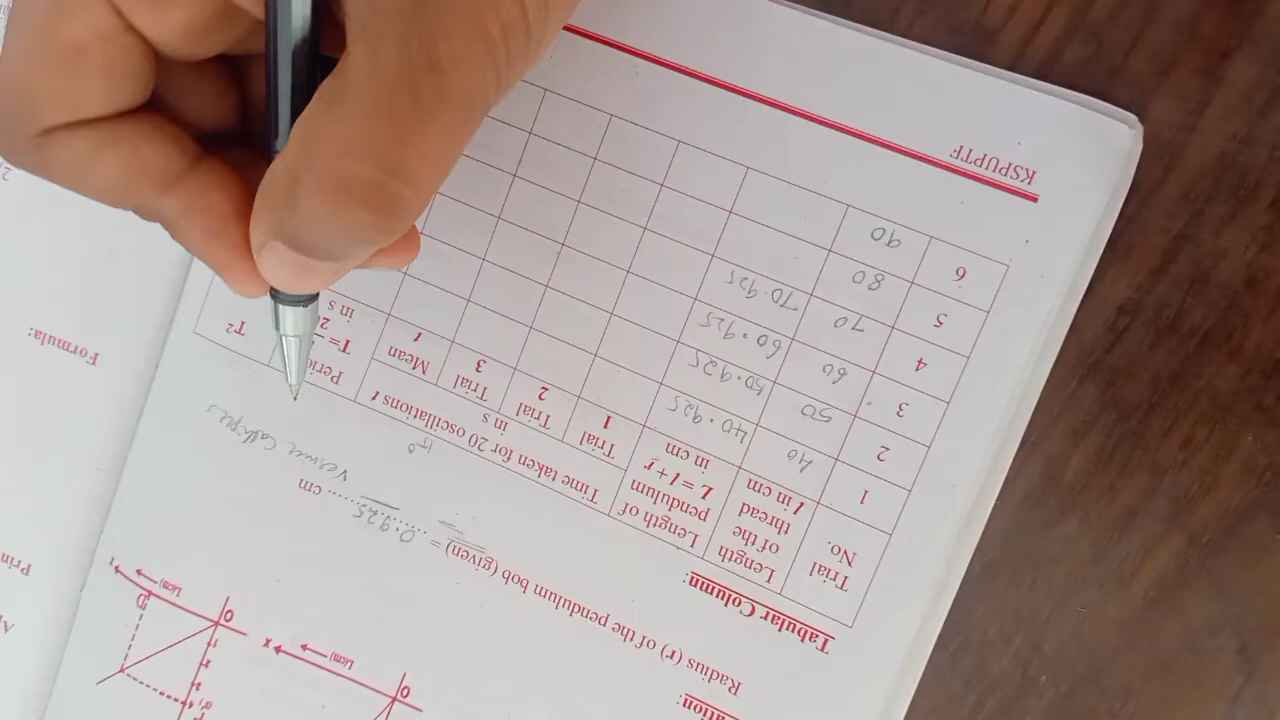 Radius (r) of the pendulum bob (given) = 0.925 cm
Vernier Callipers
Tabular Column:
Trial No.
Length of the thread l in cm
Length of pendulum L = l + r in cm
Time taken for 20 oscillations t in s
15°
Trial 1
Trial 2
Trial 3
Mean t
in s
T²
1 40 40.925
2 50 50.925
3 60 60.925
4 70 70.925
5 80
6 90
KSPUPTF
Formula:
O
L(cm)
X
O
L(cm)
D